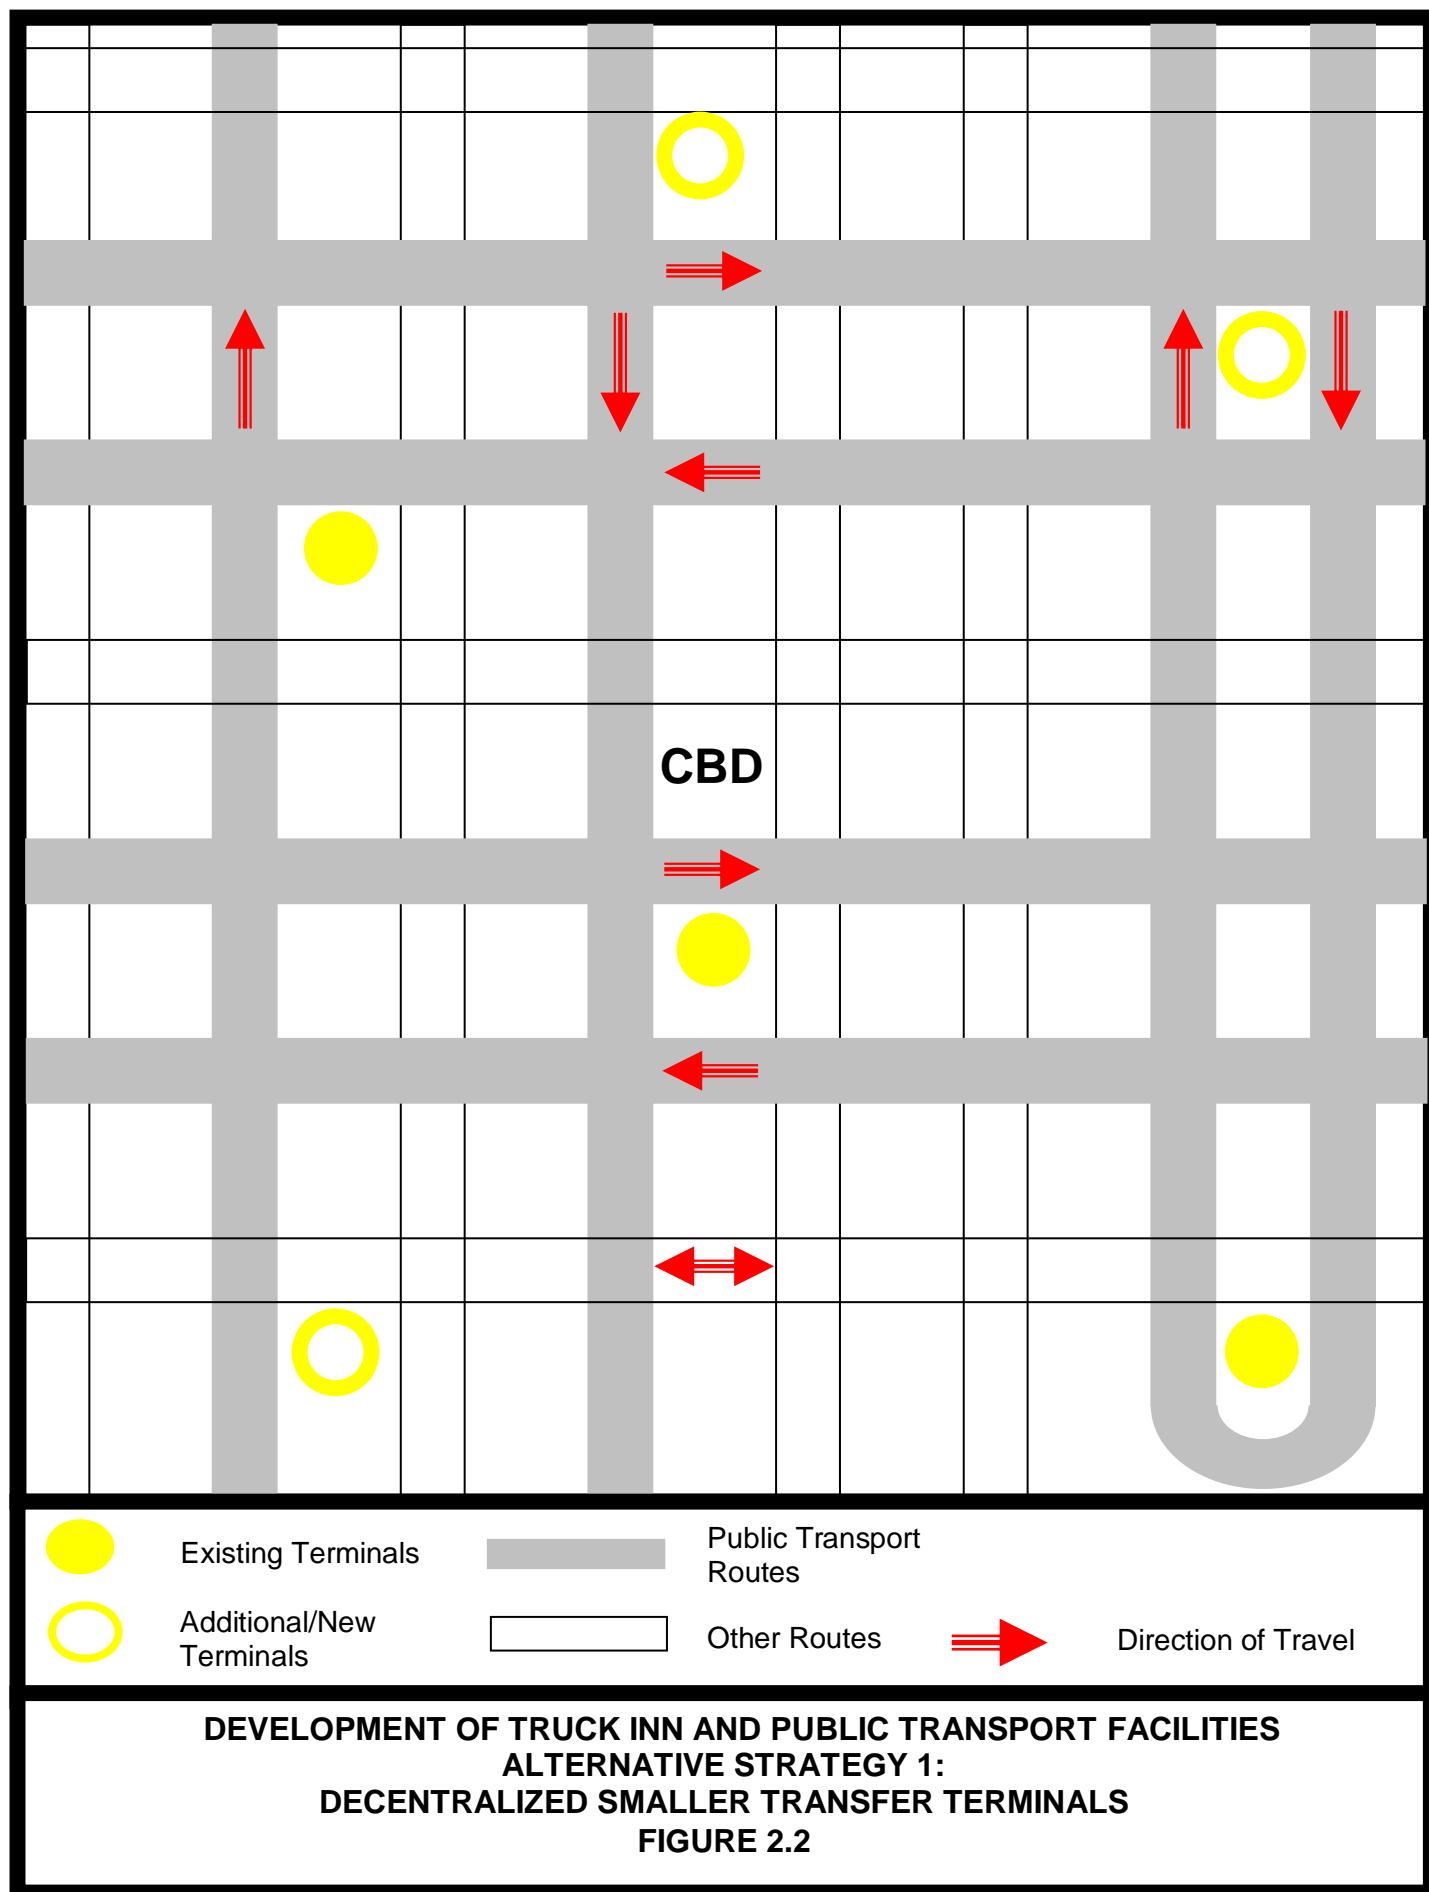 CBD
Existing Terminals
Public Transport
Routes
Additional/New
Terminals
Other Routes
Direction of Travel
DEVELOPMENT OF TRUCK INN AND PUBLIC TRANSPORT FACILITIES
ALTERNATIVE STRATEGY 1:
DECENTRALIZED SMALLER TRANSFER TERMINALS
FIGURE 2.2